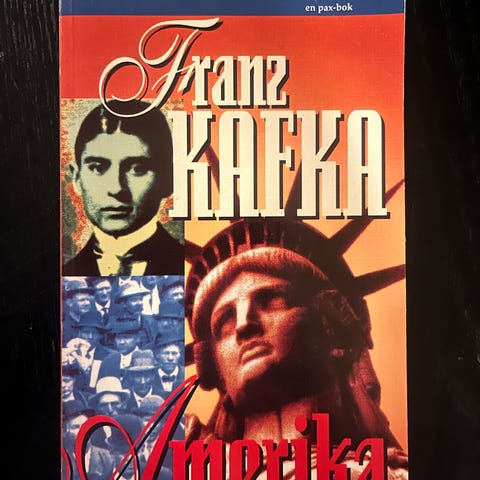 en pax-bok
Franz
KAFKA
Amerika